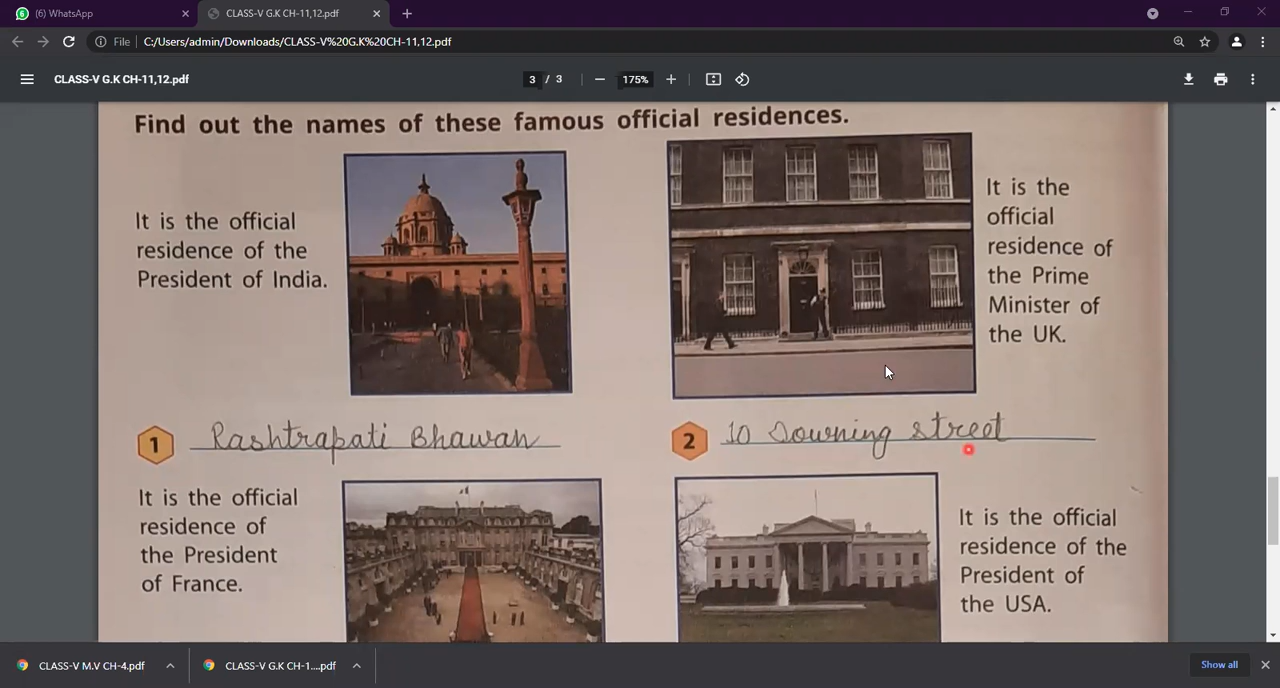 (6) WhatsApp
CLASS-V G.K CH-11,12.pdf
File
C:/Users/admin/Downloads/CLASS-V%20G.K%20CH-11,12.pdf
CLASS-V G.K CH-11,12.pdf
3 / 3
175%
Find out the names of these famous official residences.
It is the official
residence of the
President of India.
It is the
official
residence of
the Prime
Minister of
the UK.
1 Rashtrapati Bhawan
2 10 Downing street
It is the official
residence of
the President
of France.
It is the official
residence of the
President of
the USA.
CLASS-V M.V CH-4.pdf
CLASS-V G.K CH-1....pdf
Show all